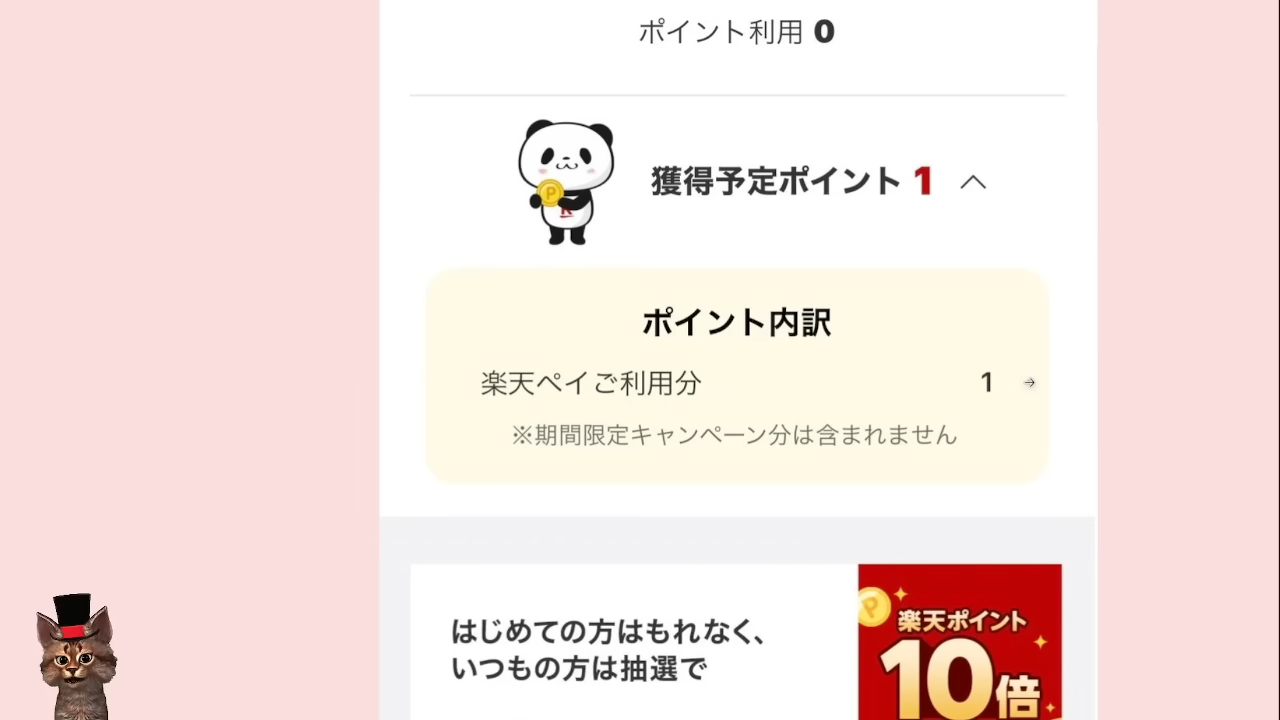 ポイント利用 0
獲得予定ポイント 1
ポイント内訳
楽天ペイご利用分 1
※期間限定キャンペーン分は含まれません
はじめての方はもれなく、
いつもの方は抽選で
楽天ポイント
10倍